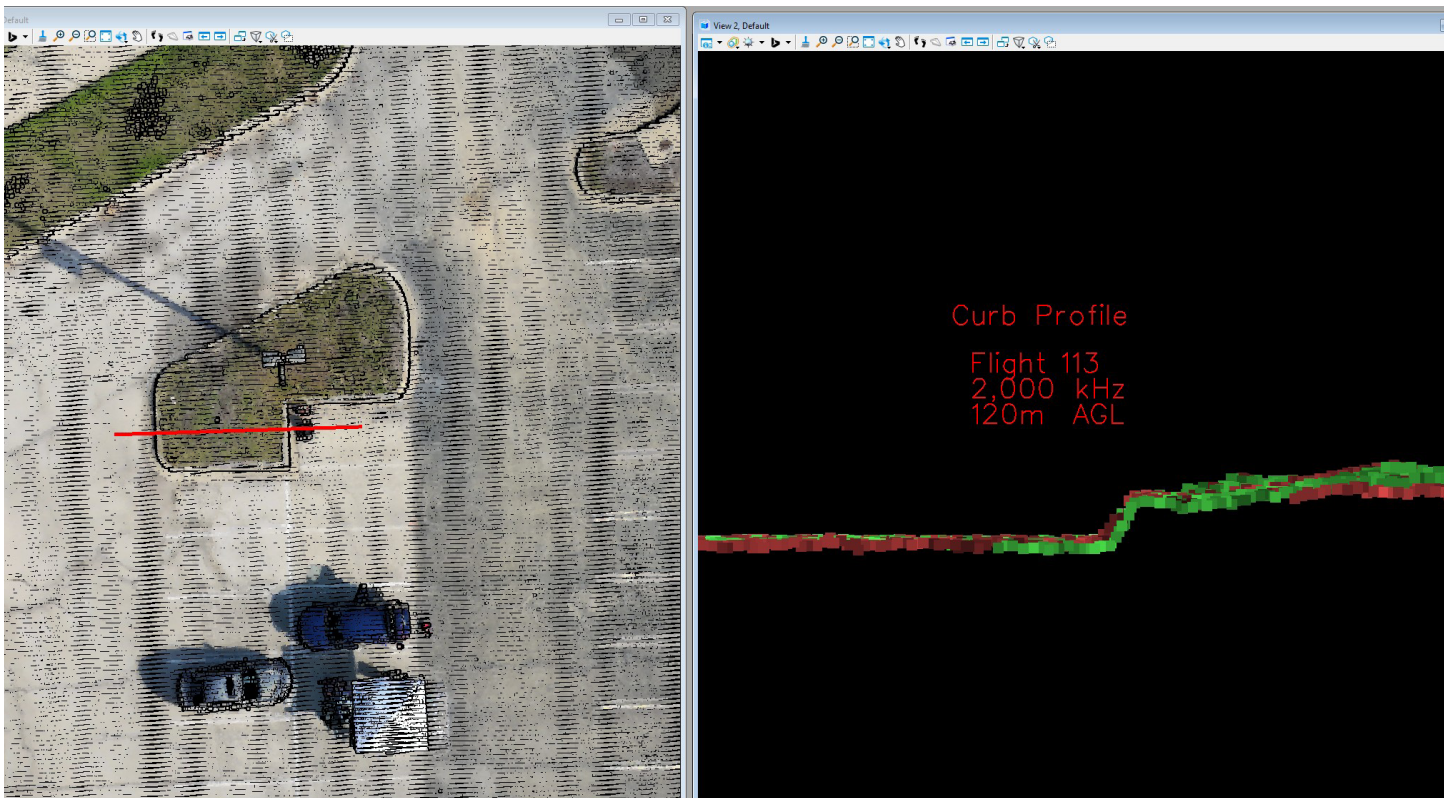 Default
View 2, Default
Curb Profile
Flight 113
2,000 kHz
120m AGL